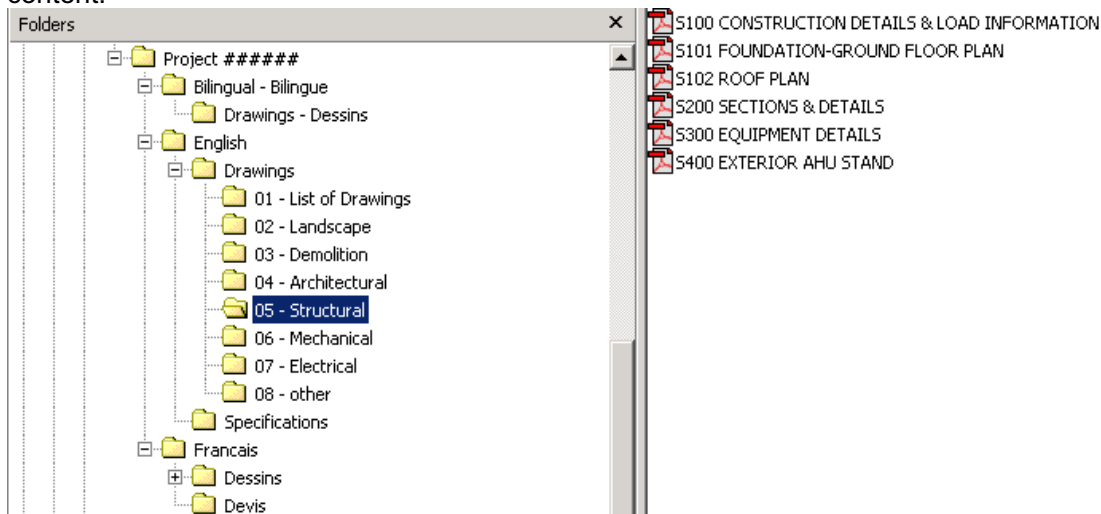 content.
Folders
Project ######
Bilingual - Bilingue
Drawings - Dessins
English
Drawings
01 - List of Drawings
02 - Landscape
03 - Demolition
04 - Architectural
05 - Structural
06 - Mechanical
07 - Electrical
08 - other
Specifications
Francais
Dessins
Devis
S100 CONSTRUCTION DETAILS & LOAD INFORMATION
S101 FOUNDATION-GROUND FLOOR PLAN
S102 ROOF PLAN
S200 SECTIONS & DETAILS
S300 EQUIPMENT DETAILS
S400 EXTERIOR AHU STAND